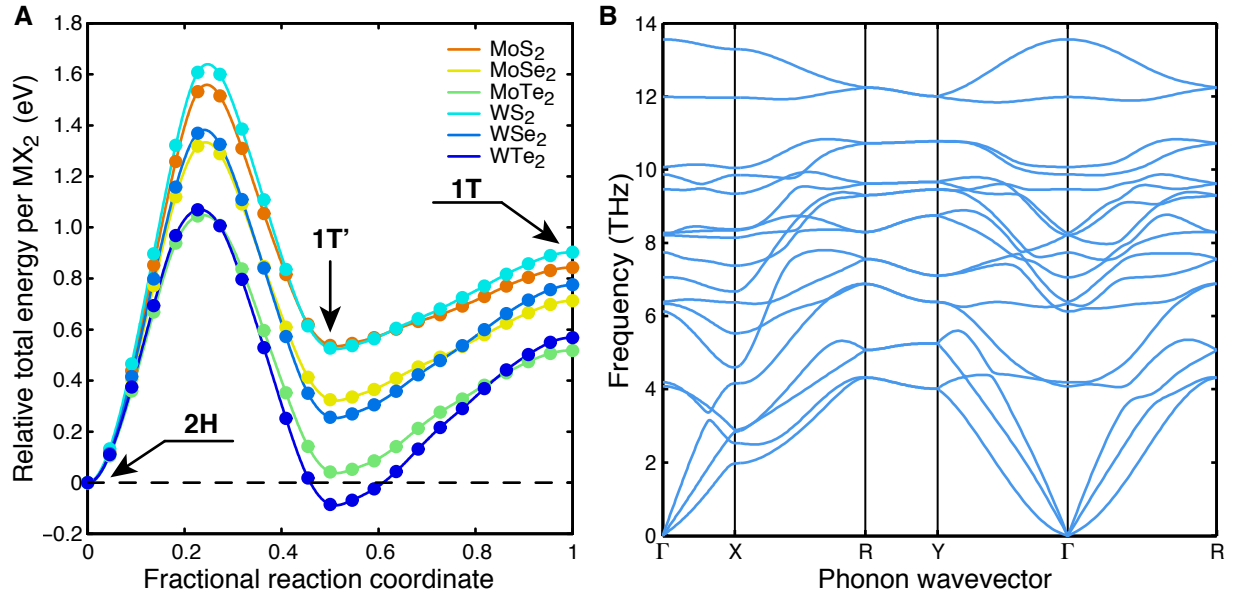 A
Relative total energy per MX₂ (eV)
1.8
1.6
1.4
1.2
1.0
0.8
0.6
0.4
0.2
0
−0.2
MoS₂
MoSe₂
MoTe₂
WS₂
WSe₂
WTe₂
1T
1T’
2H
0
0.2
0.4
0.6
0.8
1
Fractional reaction coordinate
B
Frequency (THz)
14
12
10
8
6
4
2
0
Γ
X
R
Y
Γ
R
Phonon wavevector